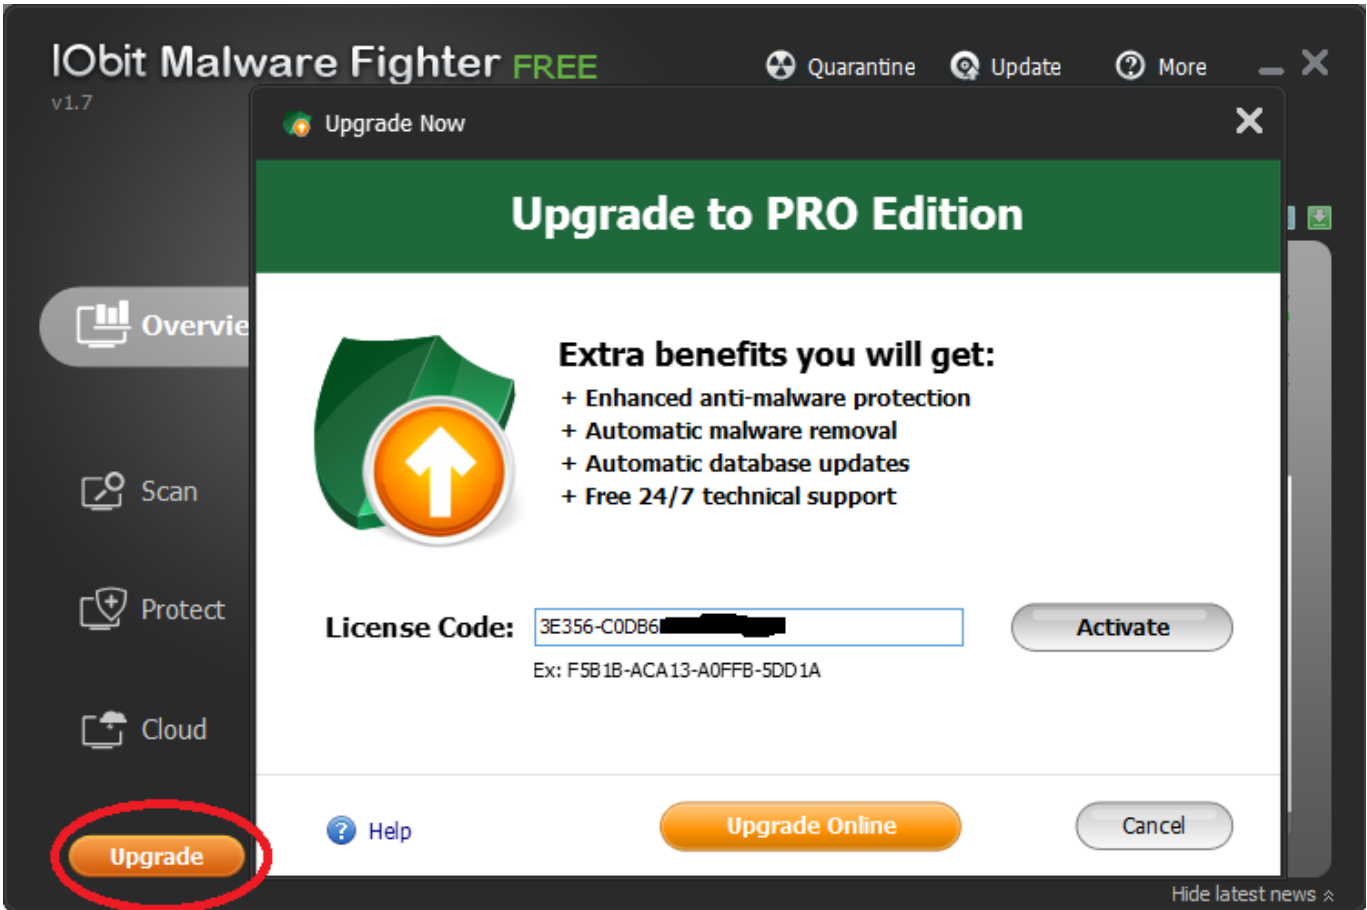 IObit Malware Fighter FREE
Quarantine
Update
More
v1.7
Upgrade Now
Upgrade to PRO Edition
Overvie
Extra benefits you will get:
+ Enhanced anti-malware protection
+ Automatic malware removal
+ Automatic database updates
+ Free 24/7 technical support
Scan
Protect
License Code: 3E356-C0DB6
Activate
Ex: F5B1B-ACA13-A0FFB-5DD1A
Cloud
Help
Upgrade Online
Cancel
Upgrade
Hide latest news